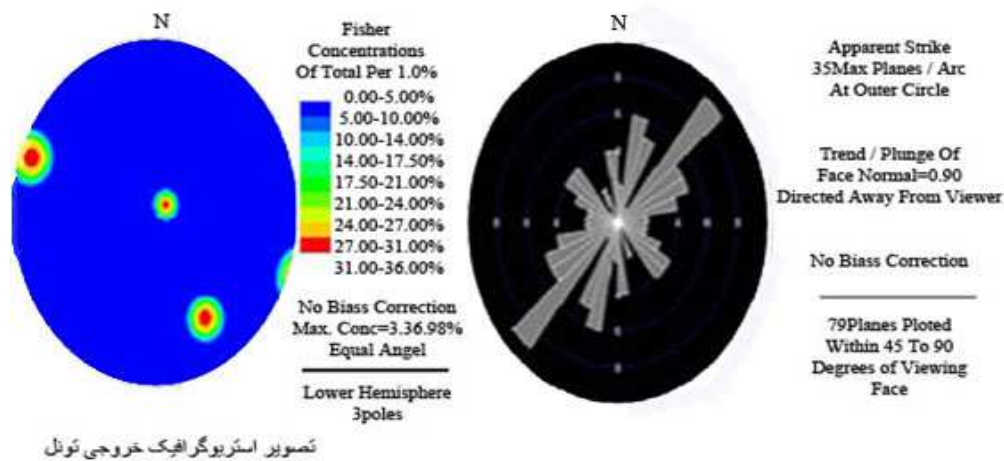 N
Fisher
Concentrations
Of Total Per 1.0%
0.00-5.00%
5.00-10.00%
10.00-14.00%
14.00-17.50%
17.50-21.00%
21.00-24.00%
24.00-27.00%
27.00-31.00%
31.00-36.00%
No Biass Correction
Max. Conc=3.36.98%
Equal Angel
Lower Hemisphere
3poles
تصویر استریوگرافیک خروجی تونل
N
Apparent Strike
35Max Planes / Arc
At Outer Circle
Trend / Plunge Of
Face Normal=0.90
Directed Away From Viewer
No Biass Correction
79Planes Ploted
Within 45 To 90
Degrees of Viewing
Face